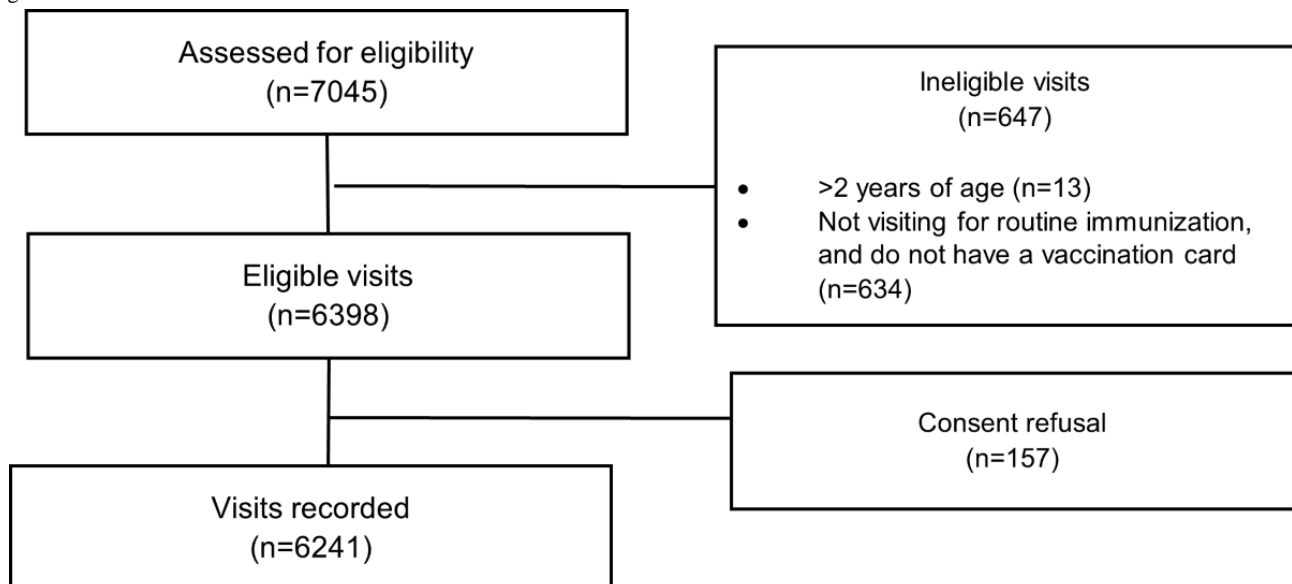 Assessed for eligibility
(n=7045)
Ineligible visits
(n=647)
• >2 years of age (n=13)
• Not visiting for routine immunization,
and do not have a vaccination card
(n=634)
Eligible visits
(n=6398)
Consent refusal
(n=157)
Visits recorded
(n=6241)